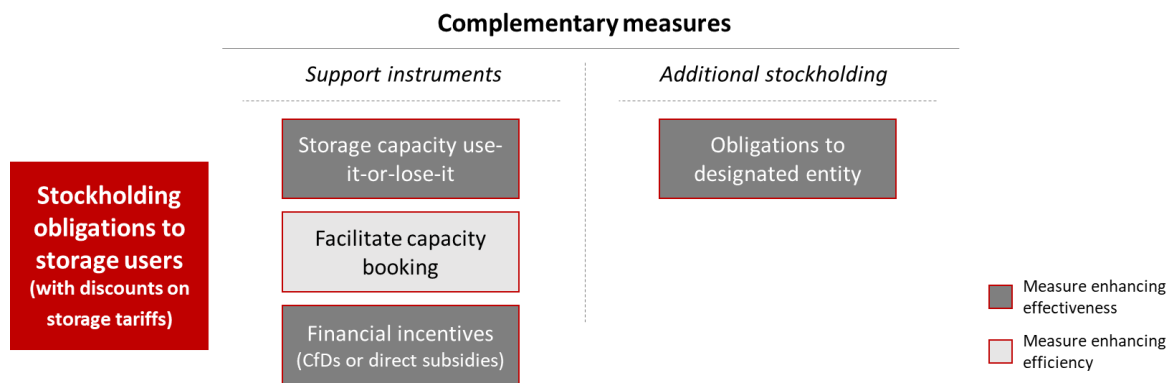 Complementary measures
Support instruments
Additional stockholding
Stockholding
obligations to
storage users
(with discounts on
storage tariffs)
Storage capacity use-
it-or-lose-it
Facilitate capacity
booking
Financial incentives
(CfDs or direct subsidies)
Obligations to
designated entity
Measure enhancing
effectiveness
Measure enhancing
efficiency